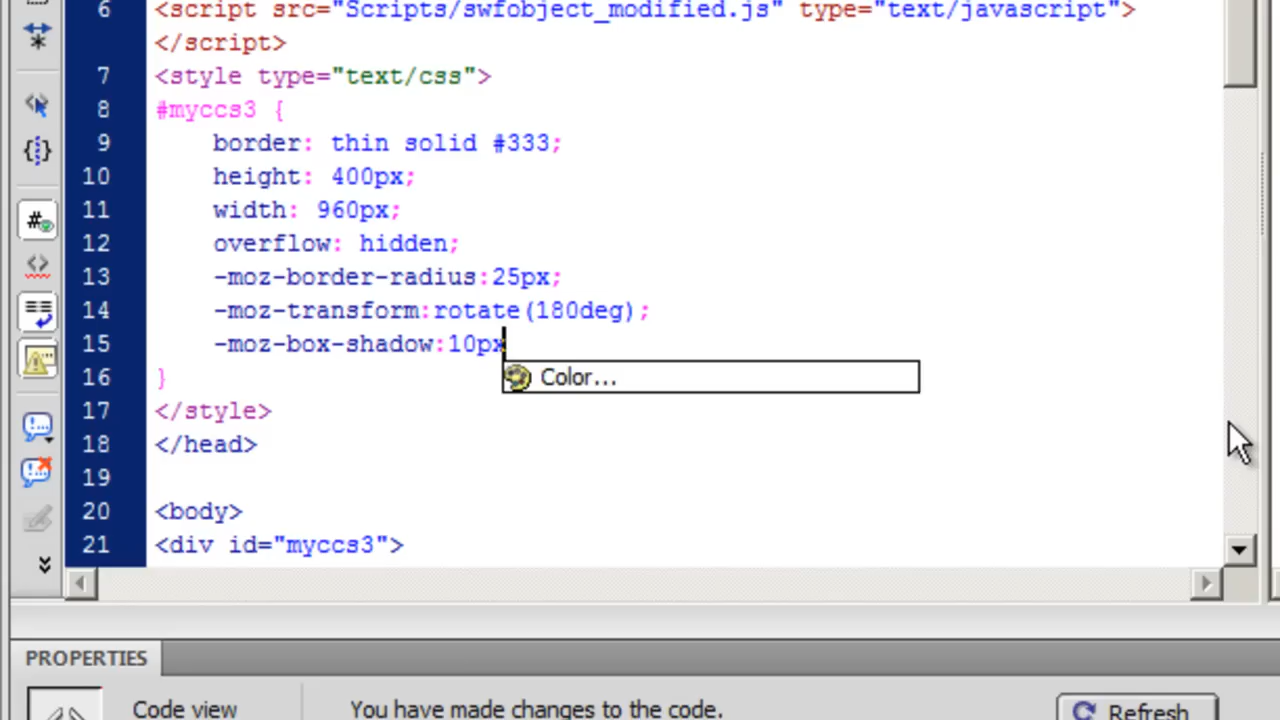 6 <script src="Scripts/swfobject_modified.js" type="text/javascript">
</script>
7 <style type="text/css">
8 #myccs3 {
9 border: thin solid #333;
10 height: 400px;
11 width: 960px;
12 overflow: hidden;
13 -moz-border-radius:25px;
14 -moz-transform:rotate(180deg);
15 -moz-box-shadow:10px
Color...
16 }
17 </style>
18 </head>
19
20 <body>
21 <div id="myccs3">
PROPERTIES
Code view You have made changes to the code. Refresh